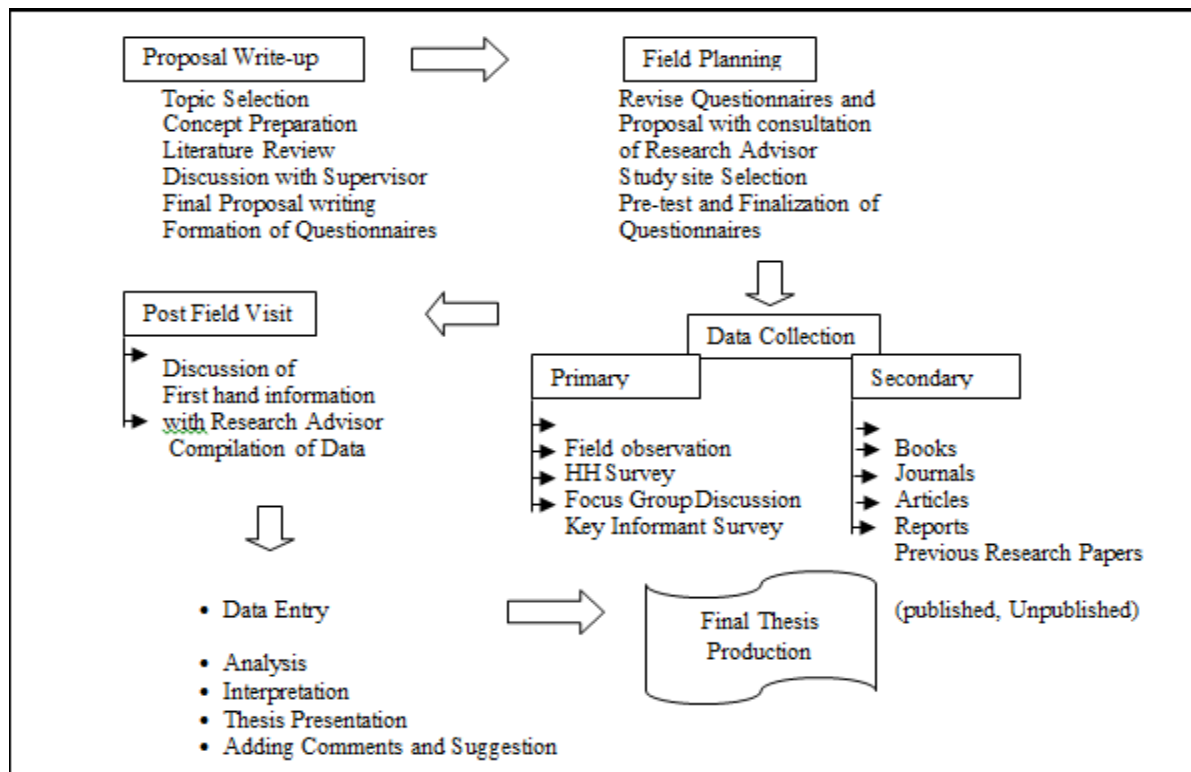 Proposal Write-up
Topic Selection
Concept Preparation
Literature Review
Discussion with Supervisor
Final Proposal writing
Formation of Questionnaires
Field Planning
Revise Questionnaires and
Proposal with consultation
of Research Advisor
Study site Selection
Pre-test and Finalization of
Questionnaires
Data Collection
Primary
Field observation
HH Survey
Focus Group Discussion
Key Informant Survey
Secondary
Books
Journals
Articles
Reports
Previous Research Papers
(published, Unpublished)
Post Field Visit
Discussion of
First hand information
with Research Advisor
Compilation of Data
• Data Entry
• Analysis
• Interpretation
• Thesis Presentation
• Adding Comments and Suggestion
Final Thesis
Production